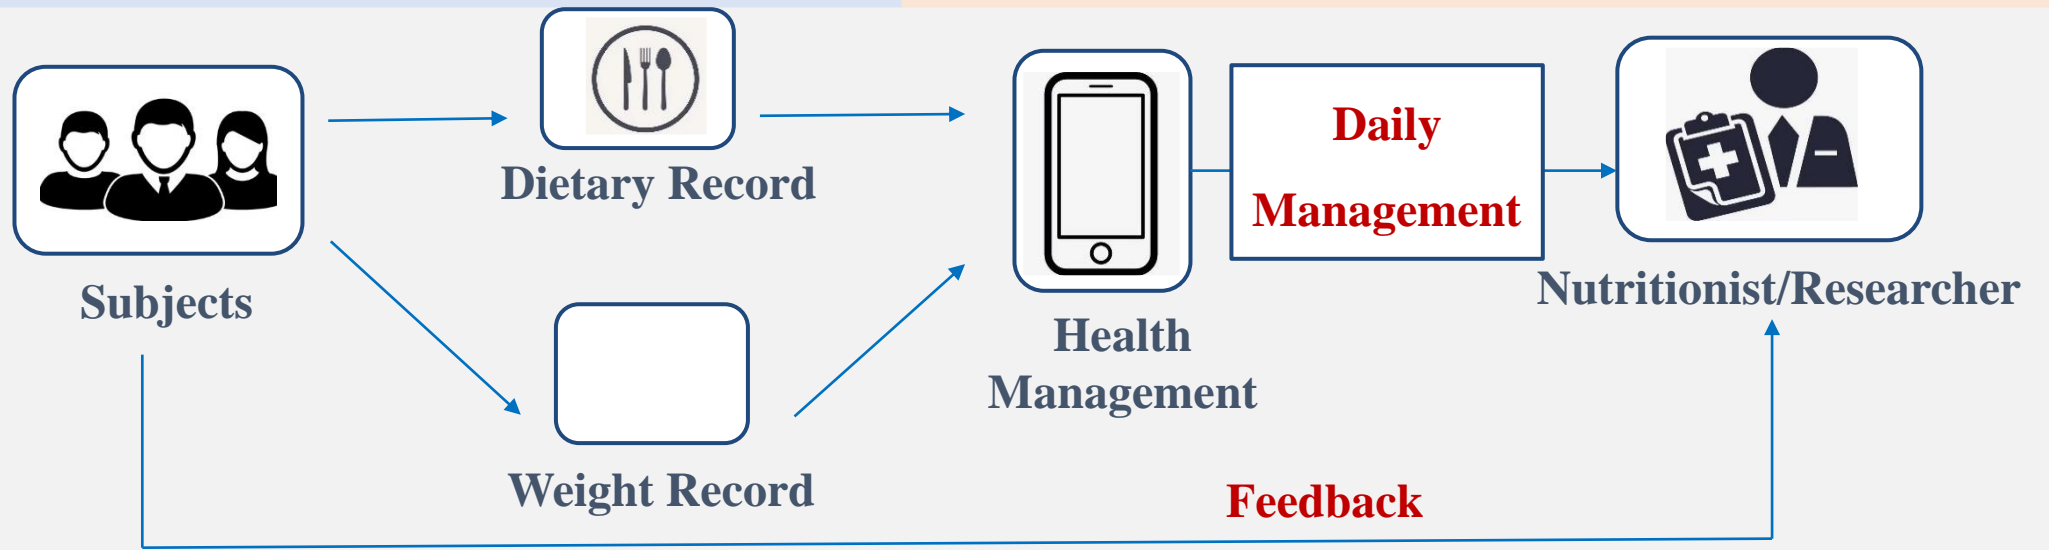 Subjects
Dietary Record
Weight Record
Health
Management
Daily
Management
Nutritionist/Researcher
Feedback